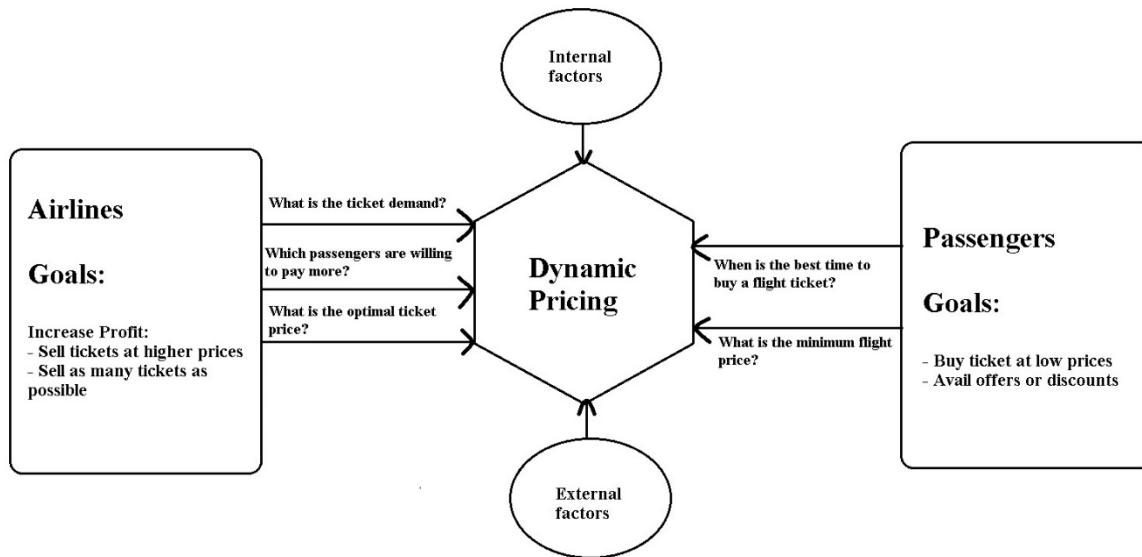 Internal
factors
Airlines
Goals:
Increase Profit:
- Sell tickets at higher prices
- Sell as many tickets as
possible
What is the ticket demand?
Which passengers are willing
to pay more?
What is the optimal ticket
price?
Dynamic
Pricing
When is the best time to
buy a flight ticket?
What is the minimum flight
price?
Passengers
Goals:
- Buy ticket at low prices
- Avail offers or discounts
External
factors